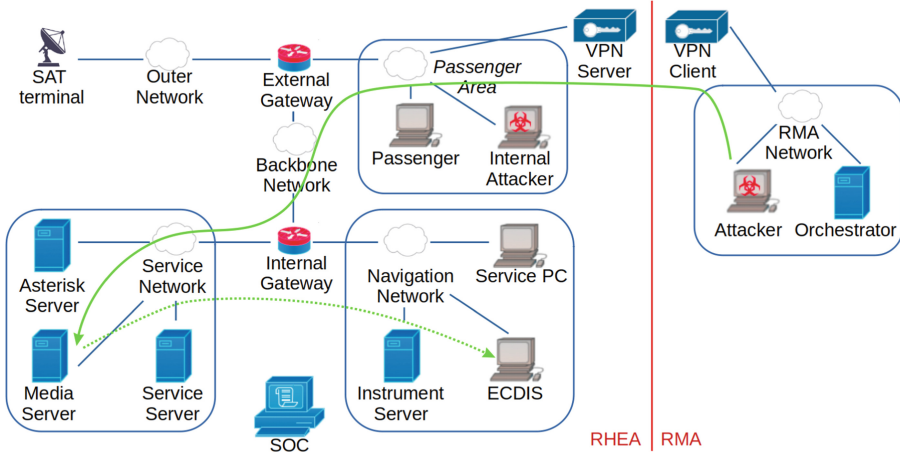 SAT
terminal
Outer
Network
External
Gateway
Passenger
Area
VPN
Server
VPN
Client
Passenger
Internal
Attacker
Backbone
Network
RMA
Network
Attacker
Orchestrator
Asterisk
Server
Service
Network
Internal
Gateway
Navigation
Network
Service PC
Media
Server
Service
Server
SOC
Instrument
Server
ECDIS
RHEA
RMA